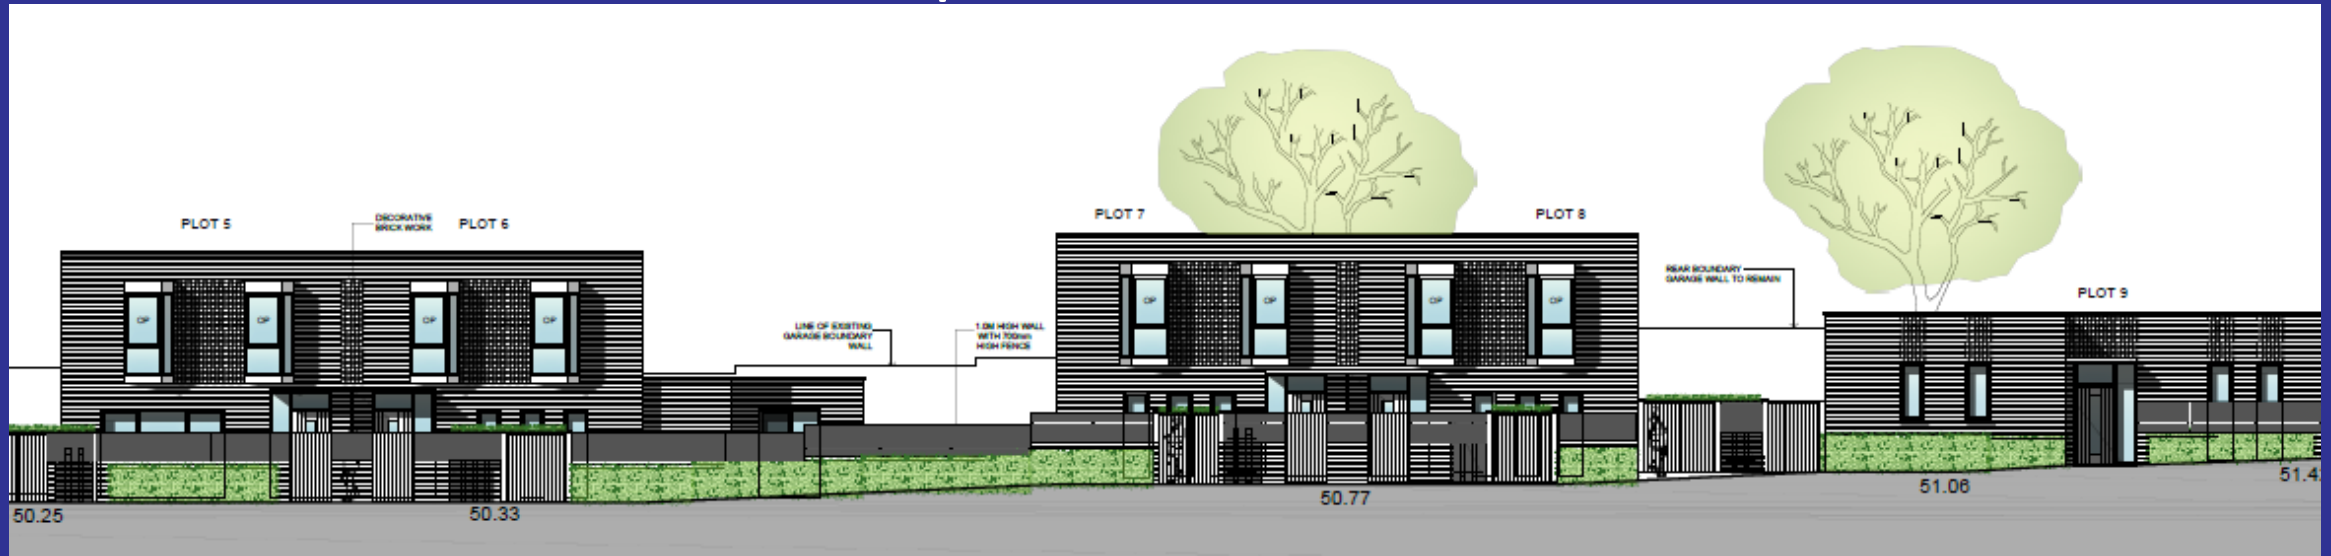 PLOT 5
DECORATIVE
BRICK WORK
PLOT 6
PLOT 7
PLOT 8
PLOT 9
REAR BOUNDARY
GARAGE WALL TO REMAIN
LINE OF EXISTING
GARAGE BOUNDARY
WALL
1.0M HIGH WALL
WITH 700mm
HIGH FENCE
OP
OP
OP
OP
OP
OP
OP
OP
50.25
50.33
50.77
51.06